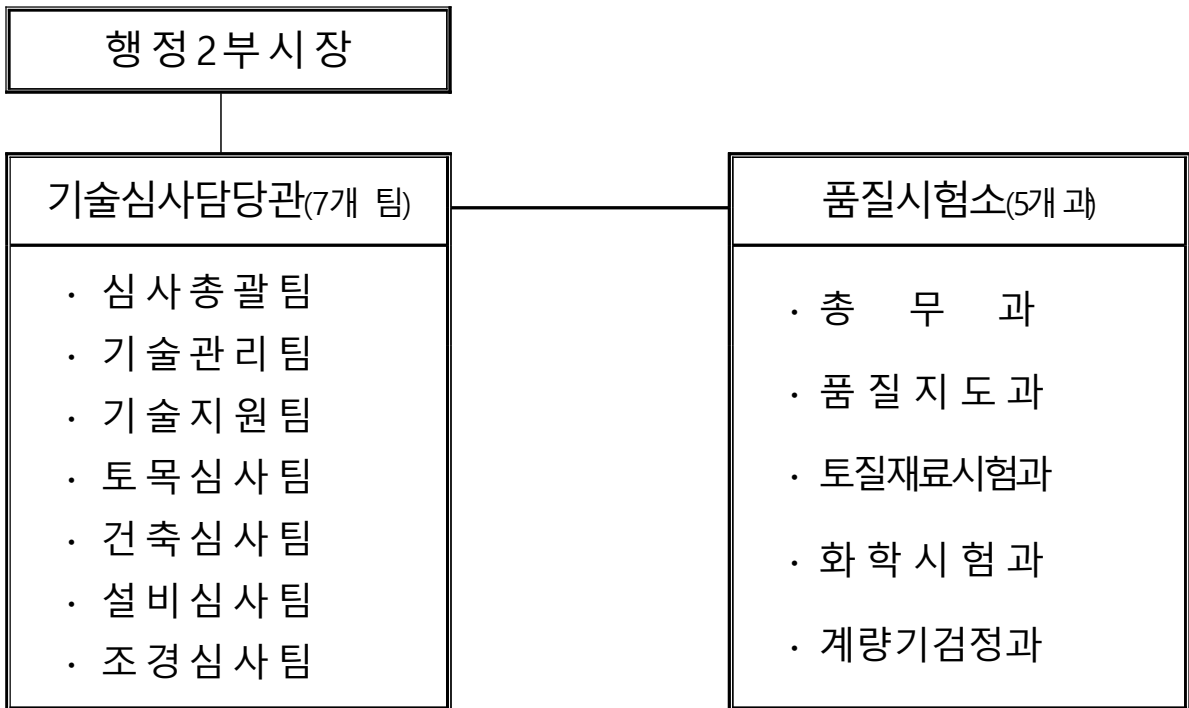 행정2부시장
기술심사담당관(7개 팀)
· 심사총괄팀
· 기술관리팀
· 기술지원팀
· 토목심사팀
· 건축심사팀
· 설비심사팀
· 조경심사팀
품질시험소(5개 과)
· 총 무 과
· 품질지도과
· 토질재료시험과
· 화학시험과
· 계량기검정과